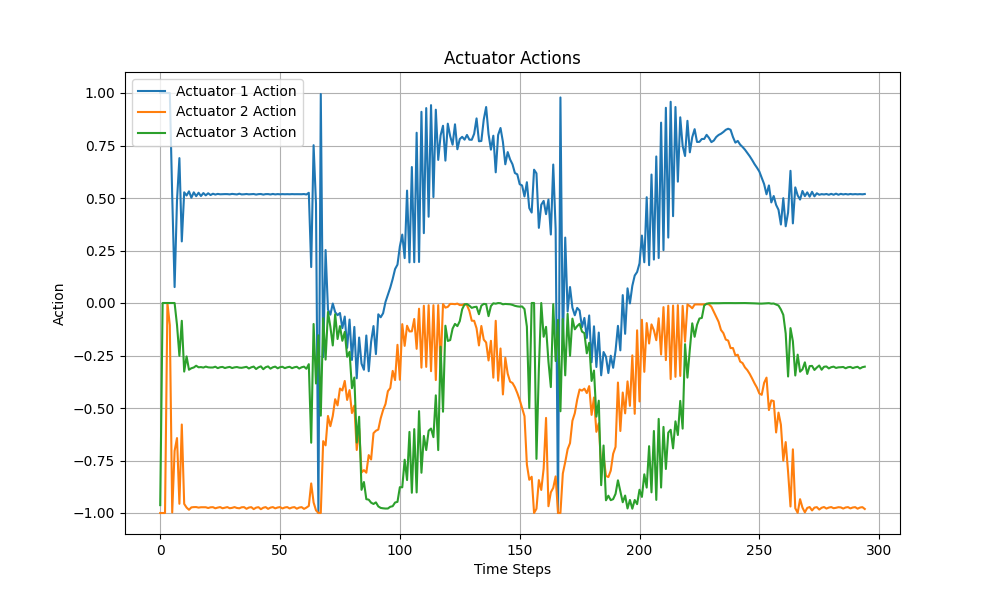 Actuator Actions
Actuator 1 Action
Actuator 2 Action
Actuator 3 Action
1.00
0.75
0.50
0.25
0.00
−0.25
−0.50
−0.75
−1.00
Action
0 50 100 150 200 250 300
Time Steps